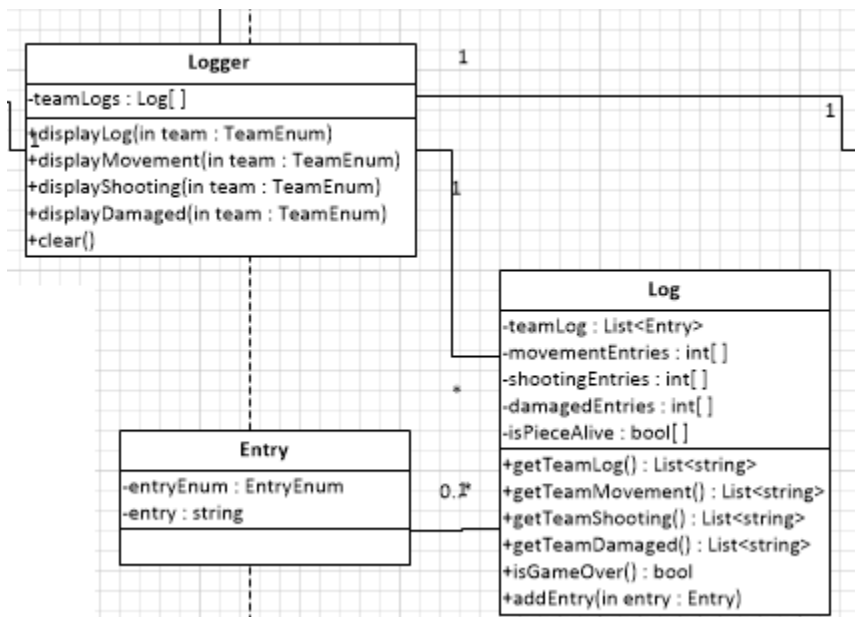 Logger
1
-teamLogs : Log[ ]
1
+displayLog(in team : TeamEnum)
1
+displayMovement(in team : TeamEnum)
+displayShooting(in team : TeamEnum)
1
+displayDamaged(in team : TeamEnum)
+clear()
Log
-teamLog : List<Entry>
-movementEntries : int[ ]
-shootingEntries : int[ ]
*
-damagedEntries : int[ ]
-isPieceAlive : bool[ ]
Entry
-entryEnum : EntryEnum
-entry : string
+getTeamLog() : List<string>
+getTeamMovement() : List<string>
+getTeamShooting() : List<string>
+getTeamDamaged() : List<string>
+isGameOver() : bool
+addEntry(in entry : Entry)